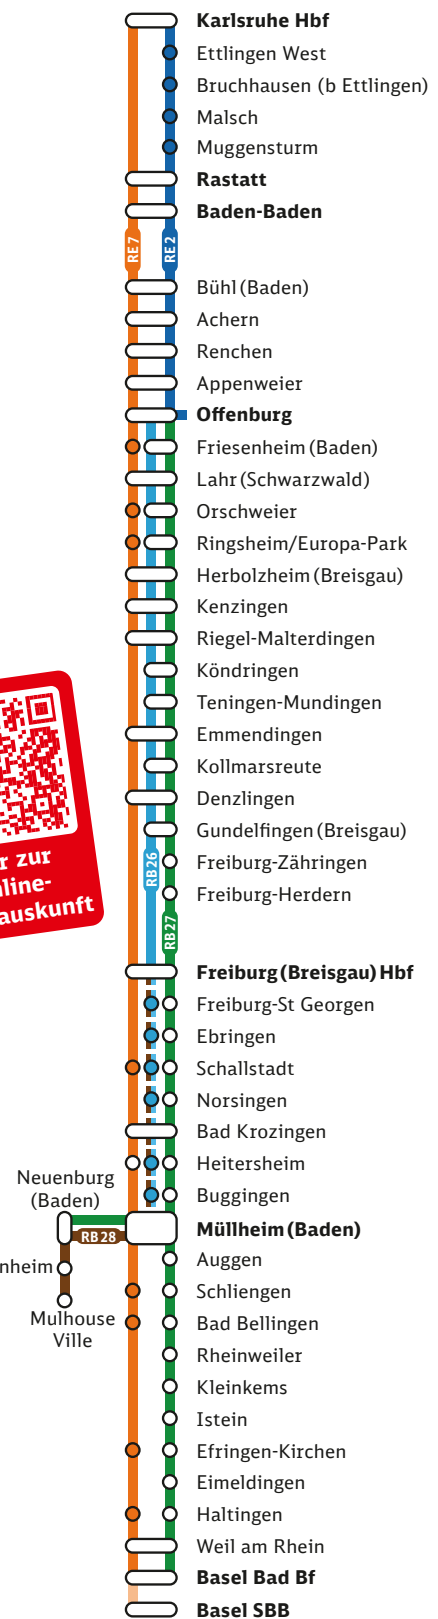 Karlsruhe Hbf
Ettlingen West
Bruchhausen (b Ettlingen)
Malsch
Muggensturm
Rastatt
Baden-Baden
RE 7
RE 2
Bühl (Baden)
Achern
Renchen
Appenweier
Offenburg
Friesenheim (Baden)
Lahr (Schwarzwald)
Orschweier
Ringsheim/Europa-Park
Herbolzheim (Breisgau)
Kenzingen
Riegel-Malterdingen
Köndringen
Teningen-Mundingen
Emmendingen
Kollmarsreute
Denzlingen
Gundelfingen (Breisgau)
RB 26
Freiburg-Zähringen
Freiburg-Herdern
RB 27
r zur
line-
auskunft
Freiburg (Breisgau) Hbf
Freiburg-St Georgen
Ebringen
Schallstadt
Norsingen
Bad Krozingen
Heitersheim
Buggingen
Neuenburg
(Baden)
Müllheim (Baden)
RB 28
Auggen
nheim
Schliengen
Mulhouse
Ville
Bad Bellingen
Rheinweiler
Kleinkems
Istein
Efringen-Kirchen
Eimeldingen
Haltingen
Weil am Rhein
Basel Bad Bf
Basel SBB